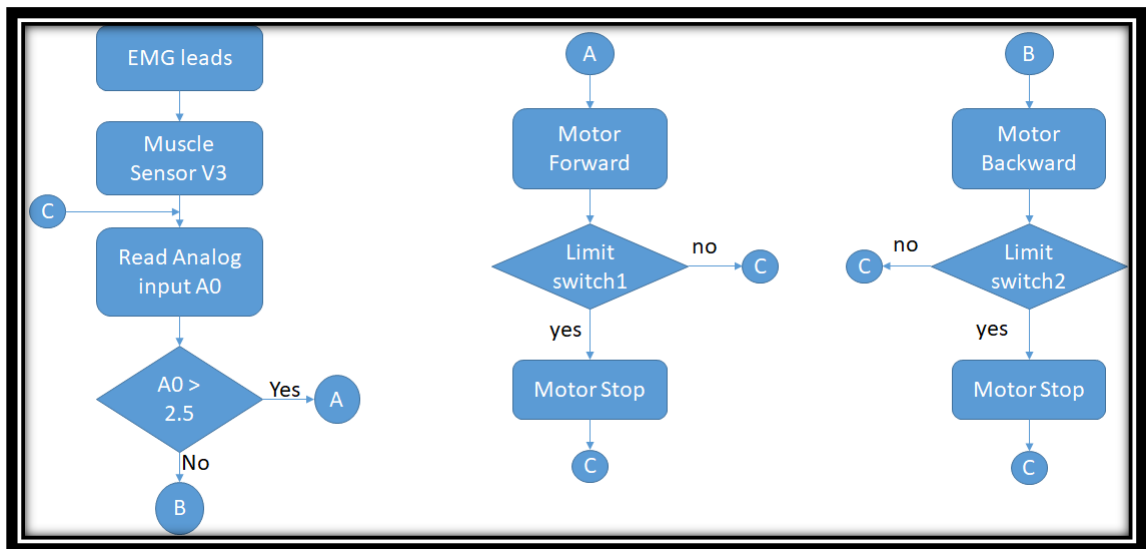 EMG leads
Muscle
Sensor V3
C
Read Analog
input A0
A0 >
2.5
Yes
A
No
B
A
Motor
Forward
Limit
switch1
no
C
yes
Motor Stop
C
B
Motor
Backward
Limit
switch2
no
C
yes
Motor Stop
C